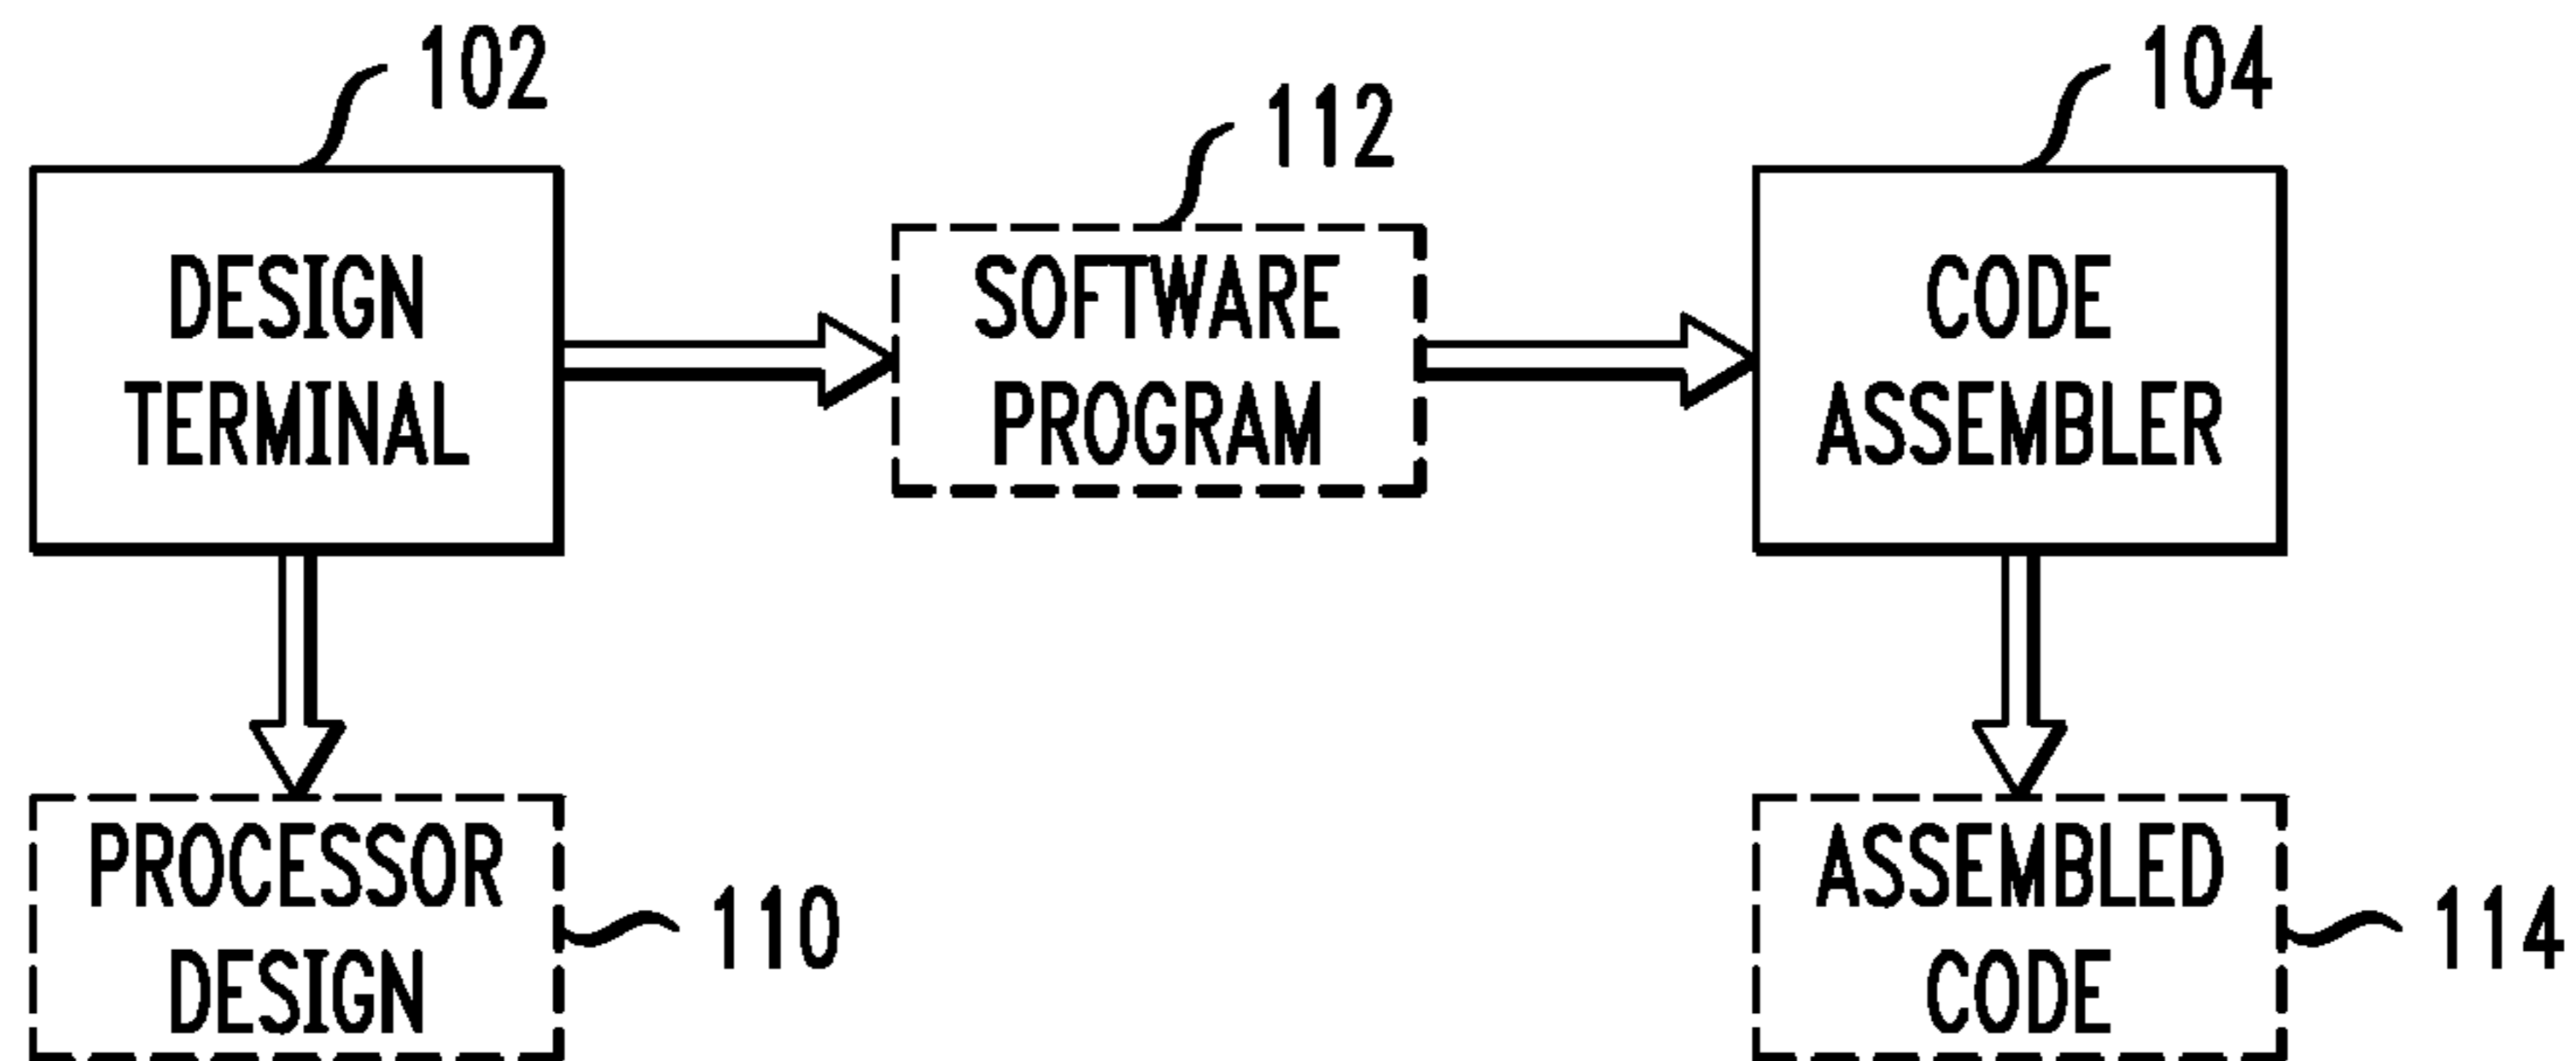 102
112
104
DESIGN
TERMINAL
SOFTWARE
PROGRAM
CODE
ASSEMBLER
PROCESSOR
DESIGN
110
ASSEMBLED
CODE
114